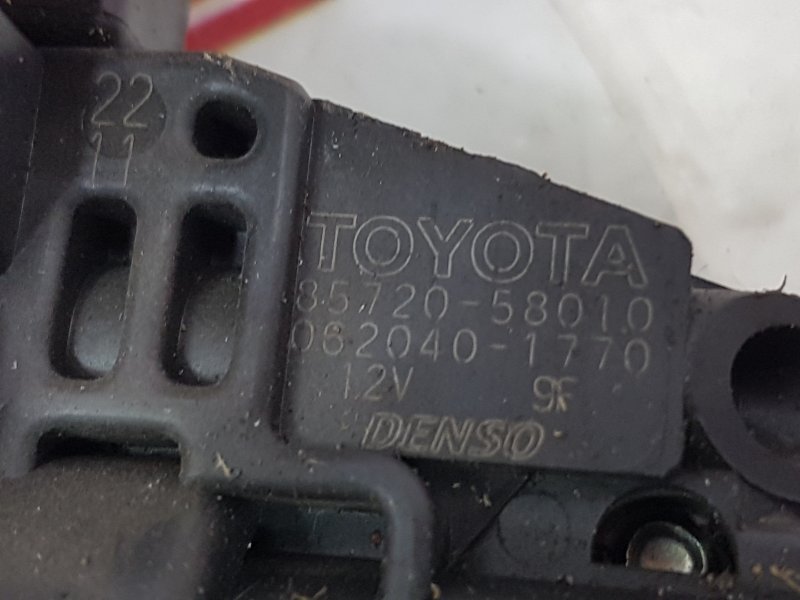 22
11
TOYOTA
85720-58010
062040-1770
12V 9F
DENSO